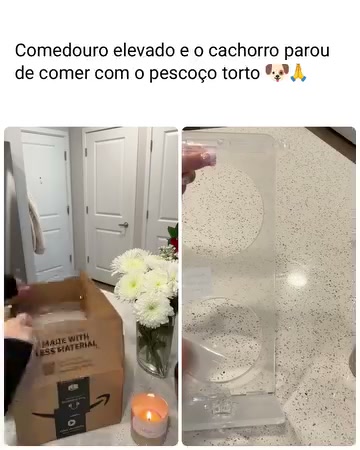 Comedouro elevado e o cachorro parou
de comer com o pescoço torto 🐶🙏
MADE WITH
LESS MATERIAL